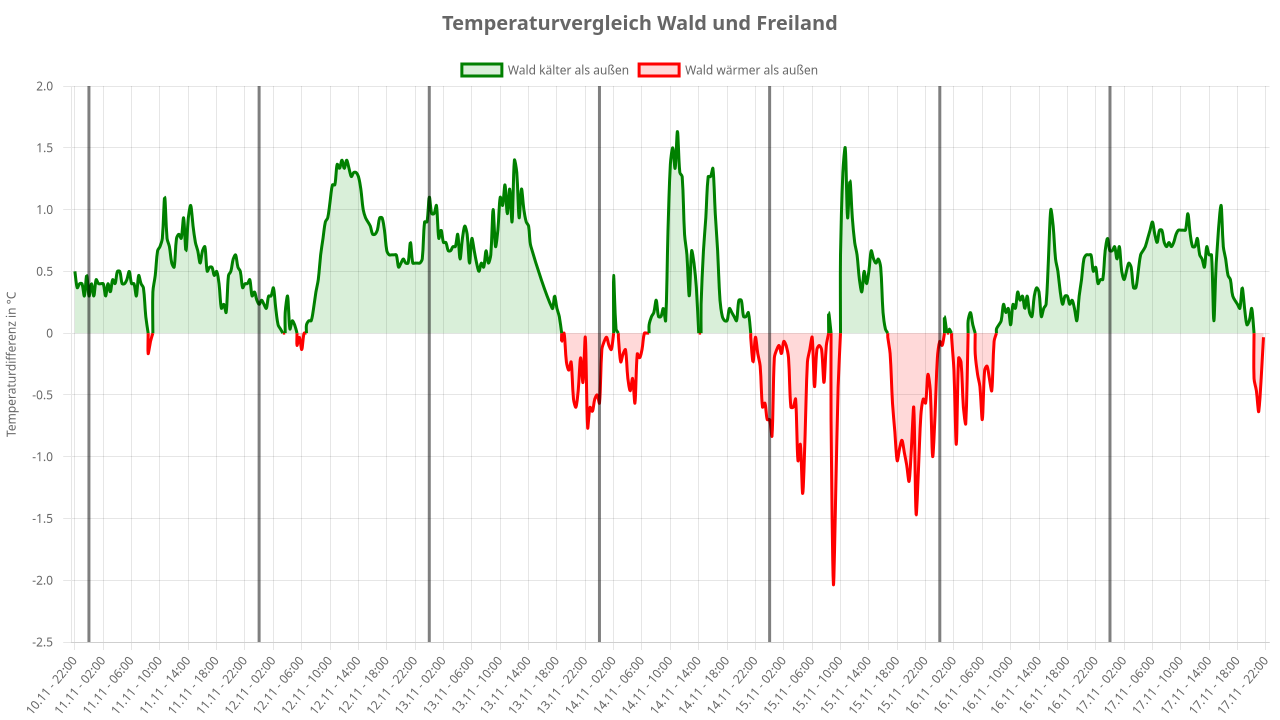 Temperaturvergleich Wald und Freiland
Wald kälter als außen
Wald wärmer als außen
Temperaturdifferenz in °C
2.0
1.5
1.0
0.5
0
-0.5
-1.0
-1.5
-2.0
-2.5
10.11 - 22:00
11.11 - 02:00
11.11 - 06:00
11.11 - 10:00
11.11 - 14:00
11.11 - 18:00
11.11 - 22:00
12.11 - 02:00
12.11 - 06:00
12.11 - 10:00
12.11 - 14:00
12.11 - 18:00
12.11 - 22:00
13.11 - 02:00
13.11 - 06:00
13.11 - 10:00
13.11 - 14:00
13.11 - 18:00
13.11 - 22:00
14.11 - 02:00
14.11 - 06:00
14.11 - 10:00
14.11 - 14:00
14.11 - 18:00
14.11 - 22:00
15.11 - 02:00
15.11 - 06:00
15.11 - 10:00
15.11 - 14:00
15.11 - 18:00
15.11 - 22:00
16.11 - 02:00
16.11 - 06:00
16.11 - 10:00
16.11 - 14:00
16.11 - 18:00
16.11 - 22:00
17.11 - 02:00
17.11 - 06:00
17.11 - 10:00
17.11 - 14:00
17.11 - 18:00
17.11 - 22:00